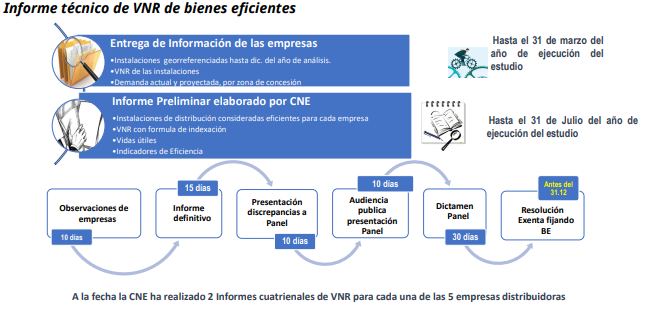 Informe técnico de VNR de bienes eficientes
Entrega de Información de las empresas
•Instalaciones georreferenciadas hasta dic. del año de análisis.
•VNR de las instalaciones
•Demanda actual y proyectada, por zona de concesión
Hasta el 31 de marzo del
año de ejecución del
estudio
Informe Preliminar elaborado por CNE
•Instalaciones de distribución consideradas eficientes para cada empresa
•VNR con formula de indexación
•Vidas útiles
•Indicadores de Eficiencia
Hasta el 31 de Julio del año de
ejecución del estudio
Observaciones de
empresas
10 días
15 días
Informe
definitivo
Presentación
discrepancias a
Panel
10 días
10 días
Audiencia
publica
presentación
Panel
Dictamen
Panel
30 días
Antes del
31.12
Resolución
Exenta fijando
BE
A la fecha la CNE ha realizado 2 Informes cuatrienales de VNR para cada una de las 5 empresas distribuidoras